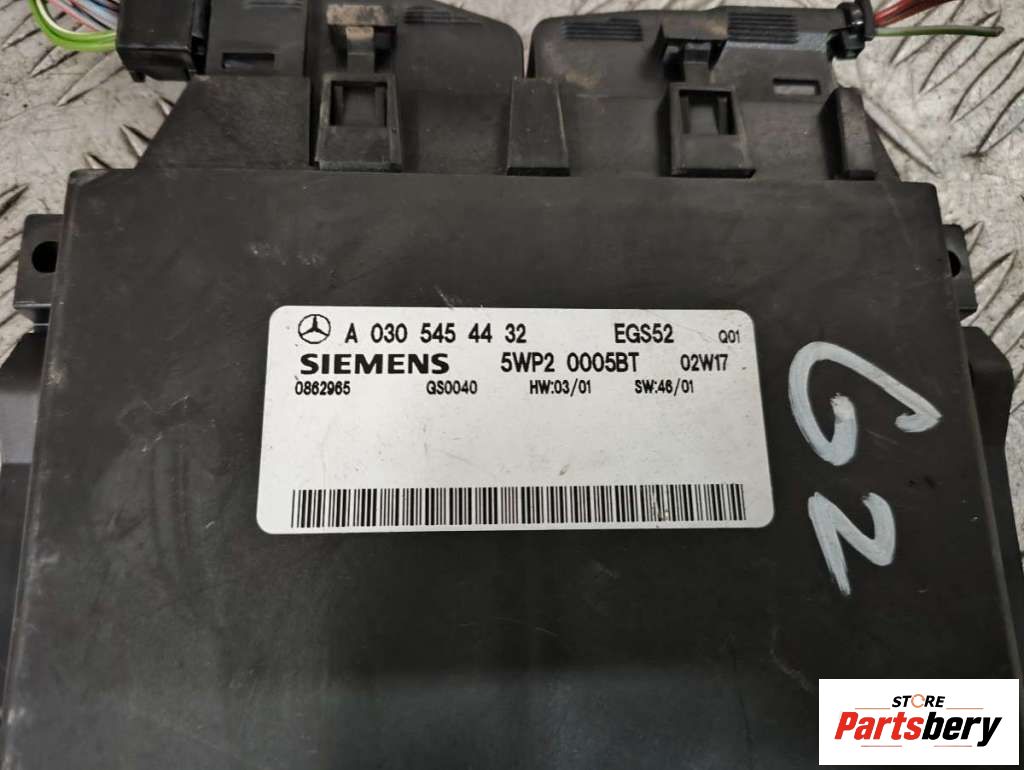 A 030 545 44 32 EGS52 Q01
SIEMENS 5WP2 0005BT 02W17
0862965 QS0040 HW:03/01 SW:46/01
G2
STORE
Partsbery